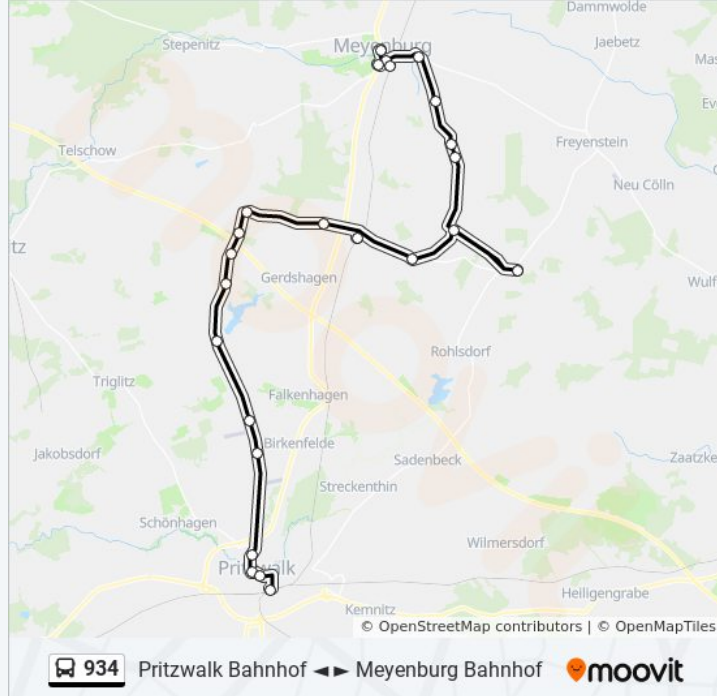 Dammwolde
Stepenitz
Meyenburg
Jaebetz
Telschow
Freyenstein
Neu Cölln
Gerdshagen
Rohlsdorf
Triglitz
Falkenhagen
Birkenfelde
Jakobsdorf
Sadenbeck
Streckenthin
Schönhagen
Wilmersdorf
Pritzwalk
Heiligengrabe
Kemnitz
© OpenStreetMap contributors | © OpenMapTiles
934 Pritzwalk Bahnhof ◄► Meyenburg Bahnhof moovit